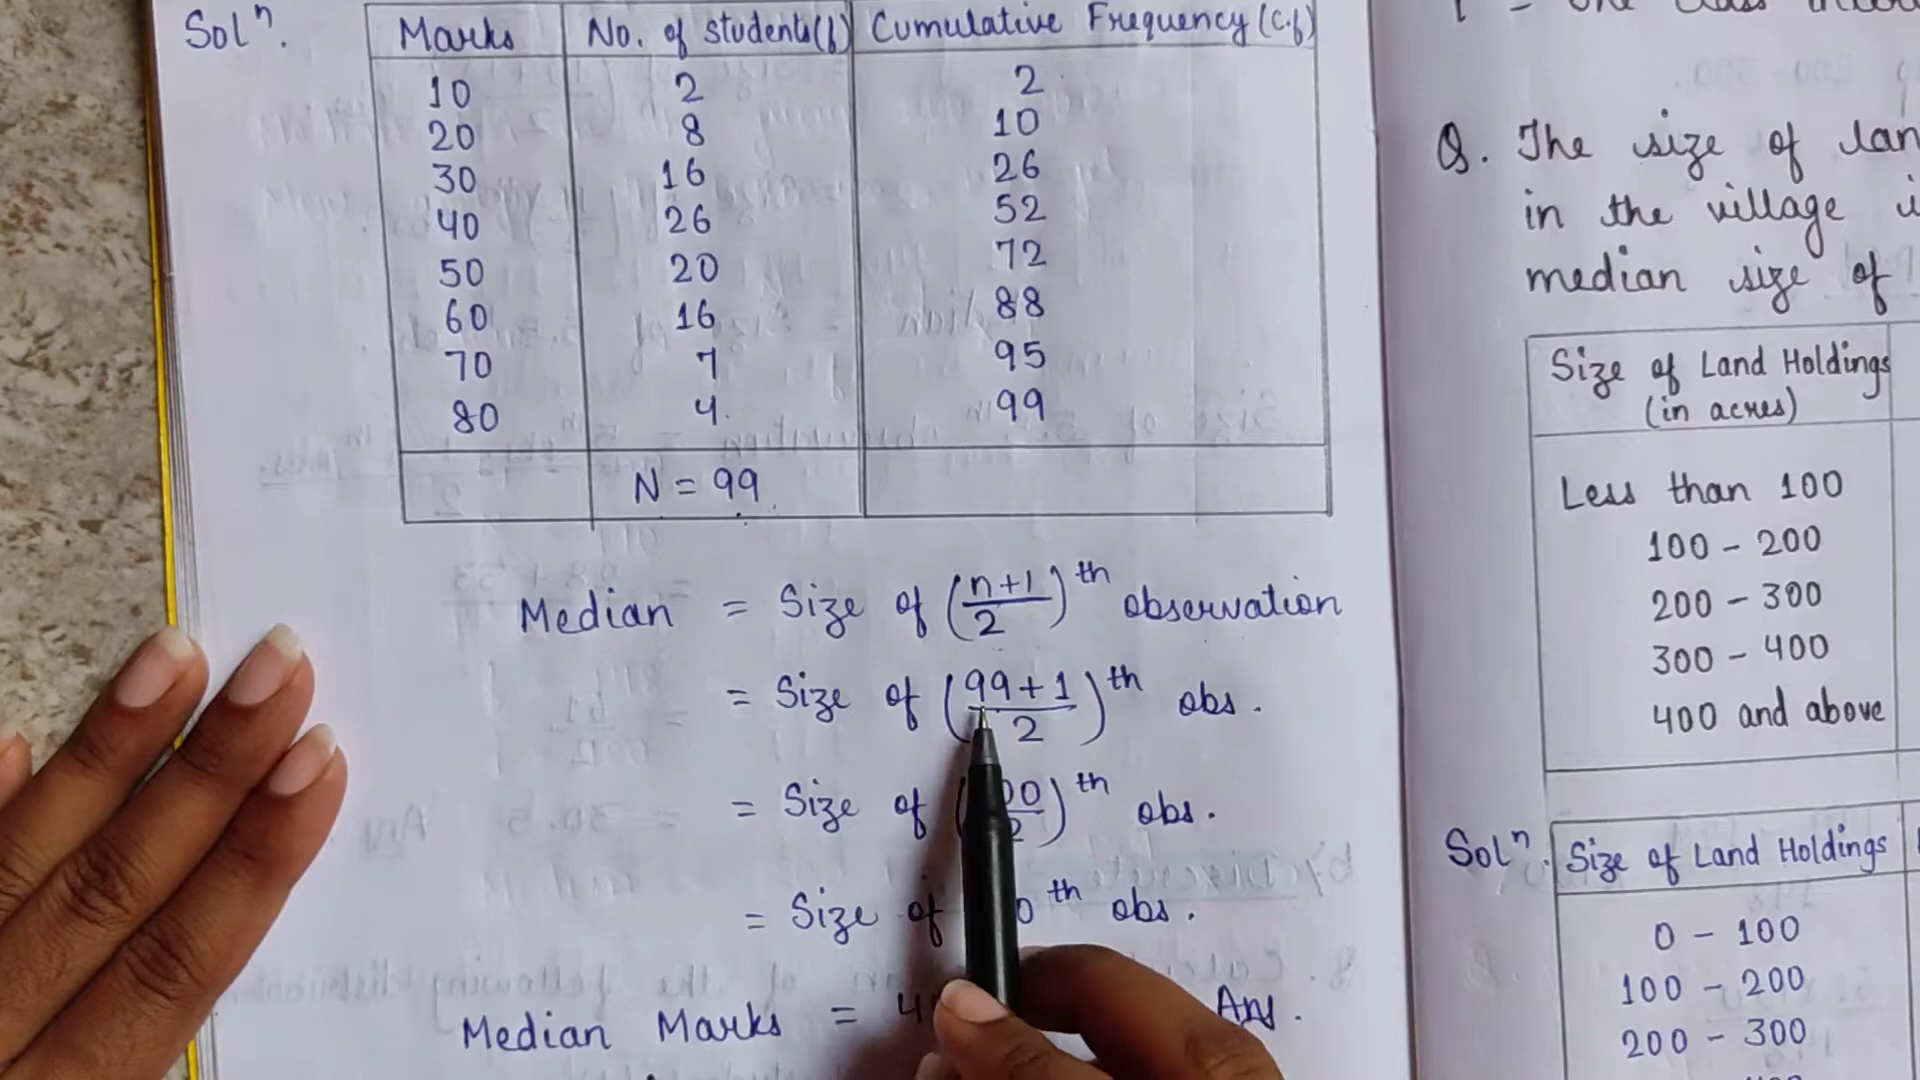 Solⁿ.
Marks No. of students(f) Cumulative Frequency (c.f)
10 2 2
20 8 10
30 16 26
40 26 52
50 20 72
60 16 88
70 7 95
80 4 99
N = 99
Median = Size of (n+1/2)th observation
= Size of (99+1/2)th obs.
= Size of th obs.
= Size of th obs.
Median Marks = Ans.
Q. The size of
in the village
median size of
Size of Land Holdings
(in acres)
Less than 100
100 - 200
200 - 300
300 - 400
400 and above
Solⁿ. Size of Land Holdings
0 - 100
100 - 200
200 - 300